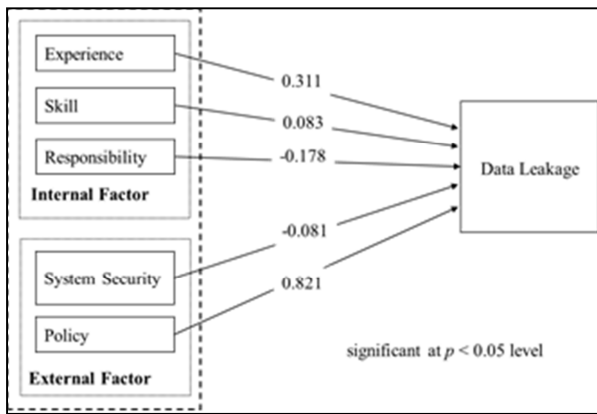 Experience
Skill
Responsibility
Internal Factor
System Security
Policy
External Factor
0.311
0.083
-0.178
-0.081
0.821
Data Leakage
significant at p < 0.05 level